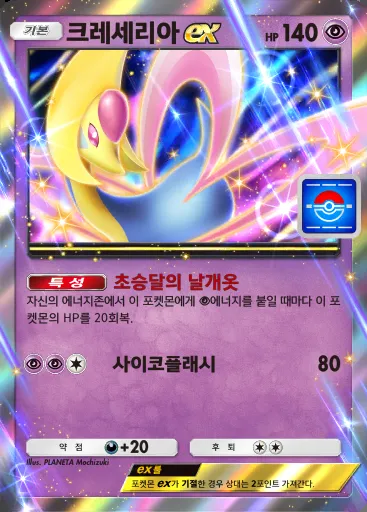 기본 크레세리아 ex HP 140
특성 초승달의 날개옷
자신의 에너지존에서 이 포켓몬에게 에너지를 붙일 때마다 이 포
켓몬의 HP를 20회복.
사이코플래시 80
약점 +20 후퇴
Illus. PLANETA Mochizuki
ex 룰
포켓몬 ex가 기절한 경우 상대는 2포인트 가져간다.